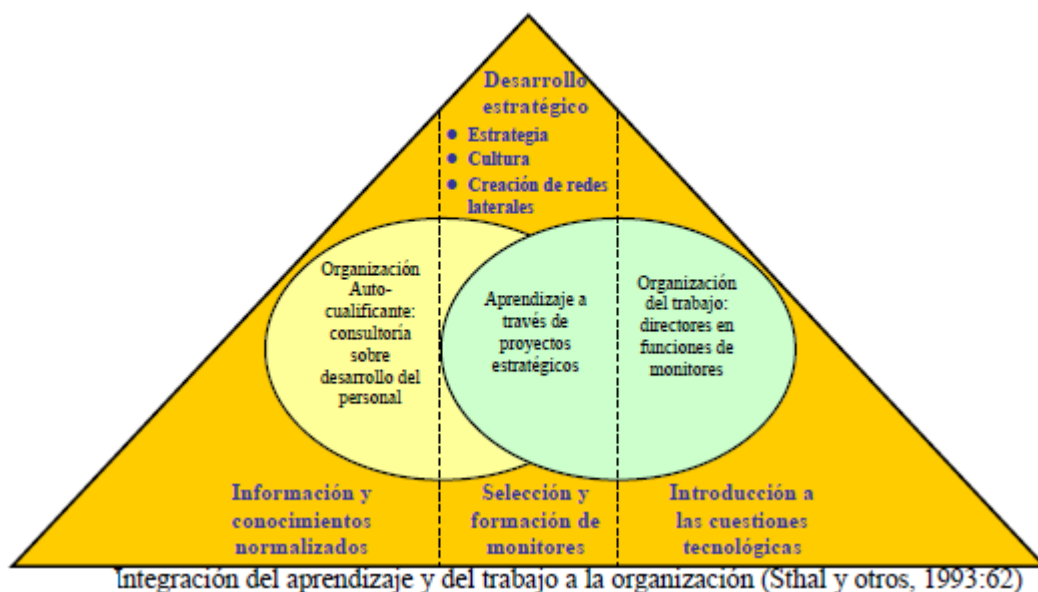 Desarrollo
estratégico
● Estrategia
● Cultura
● Creación de redes
laterales
Organización
Auto-
cualificante:
consultoría
sobre
desarrollo del
personal
Aprendizaje a
través de
proyectos
estratégicos
Organización
del trabajo:
directores en
funciones de
monitores
Información y
conocimientos
normalizados
Selección y
formación de
monitores
Introducción a
las cuestiones
tecnológicas
Integración del aprendizaje y del trabajo a la organización (Sthal y otros, 1993:62)